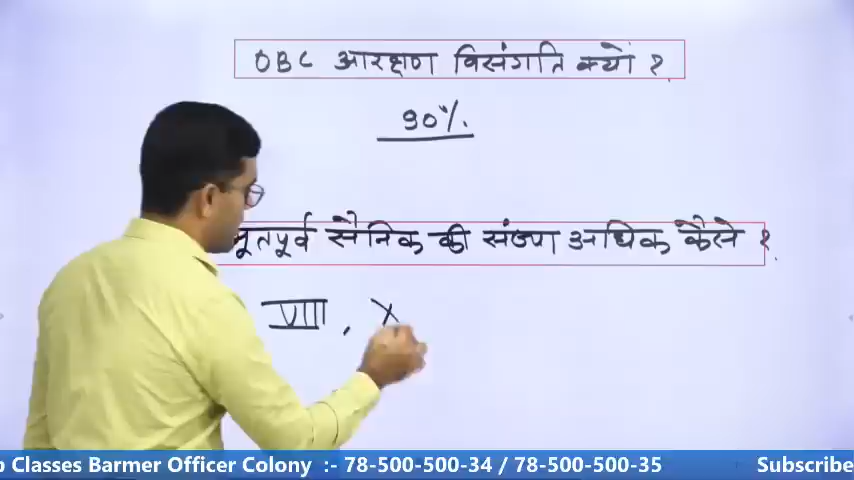 OBC आरक्षण विसंगति क्यों ?
90%.
भूतपूर्व सैनिक की संख्या अधिक कैसे ?
VIII, X
Classes Barmer Officer Colony :- 78-500-500-34 / 78-500-500-35 Subscribe